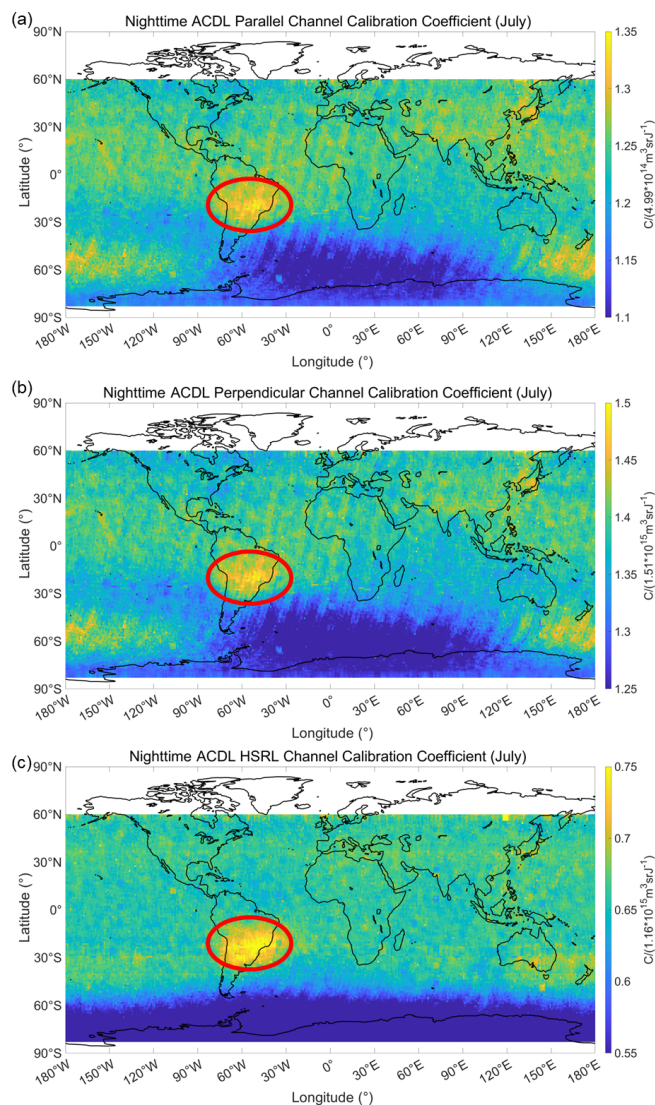 (a)
Nighttime ACDL Parallel Channel Calibration Coefficient (July)
90°N
60°N
30°N
0°
30°S
60°S
90°S
Latitude (°)
180°W 150°W 120°W 90°W 60°W 30°W 0° 30°E 60°E 90°E 120°E 150°E 180°E
Longitude (°)
1.35
1.3
1.25
1.2
1.15
1.1
C/(4.99*10¹⁴m³srJ⁻¹)
(b)
Nighttime ACDL Perpendicular Channel Calibration Coefficient (July)
90°N
60°N
30°N
0°
30°S
60°S
90°S
Latitude (°)
180°W 150°W 120°W 90°W 60°W 30°W 0° 30°E 60°E 90°E 120°E 150°E 180°E
Longitude (°)
1.5
1.45
1.4
1.35
1.3
1.25
C/(1.51*10¹⁵m³srJ⁻¹)
(c)
Nighttime ACDL HSRL Channel Calibration Coefficient (July)
90°N
60°N
30°N
0°
30°S
60°S
90°S
Latitude (°)
180°W 150°W 120°W 90°W 60°W 30°W 0° 30°E 60°E 90°E 120°E 150°E 180°E
Longitude (°)
0.75
0.7
0.65
0.6
0.55
C/(1.16*10¹⁵m³srJ⁻¹)